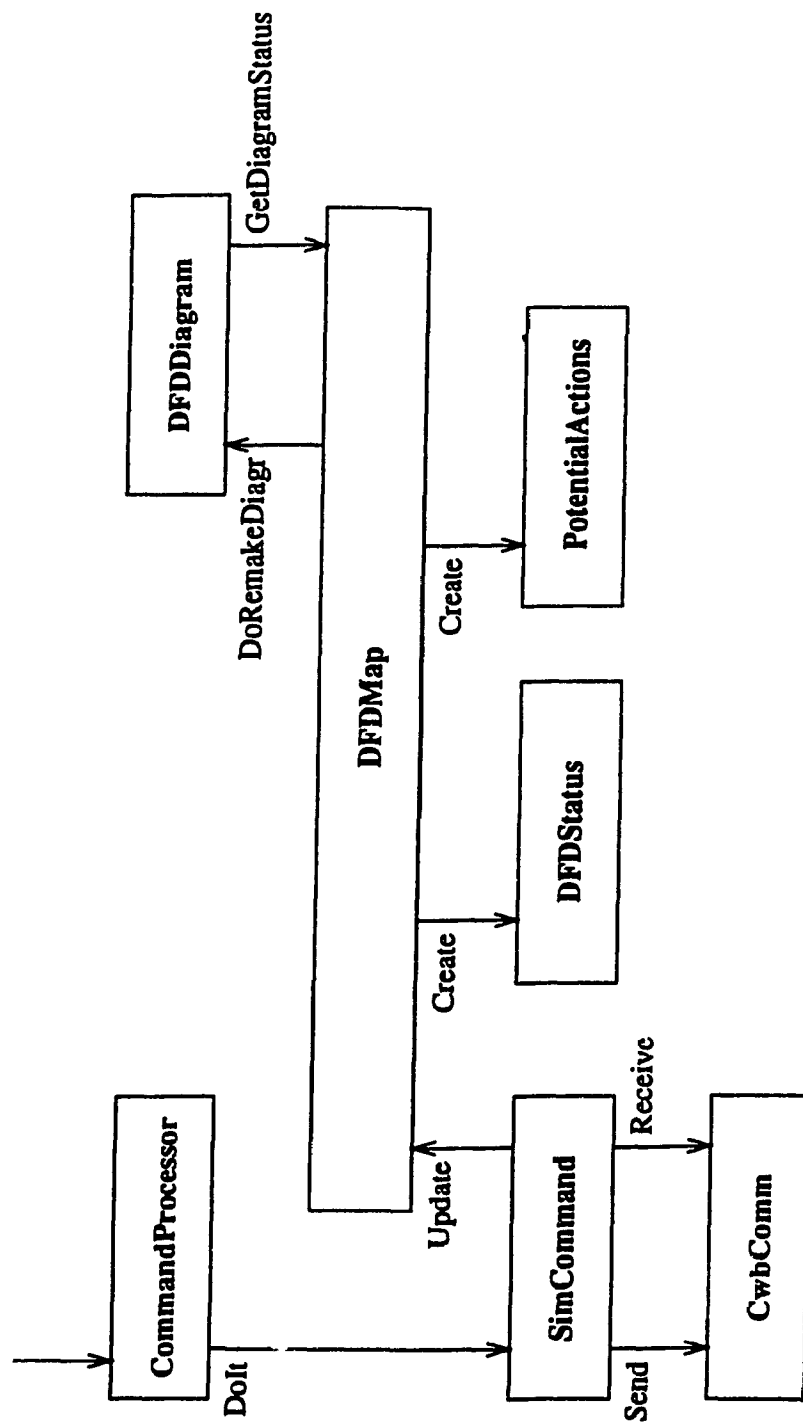 CommandProcessor
DoIt
DFDDiagram
GetDiagramStatus
DoRemakeDiagr
DFDMap
Update
Create
Create
SimCommand
DFDStatus
PotentialActions
Send
Receive
CwbComm